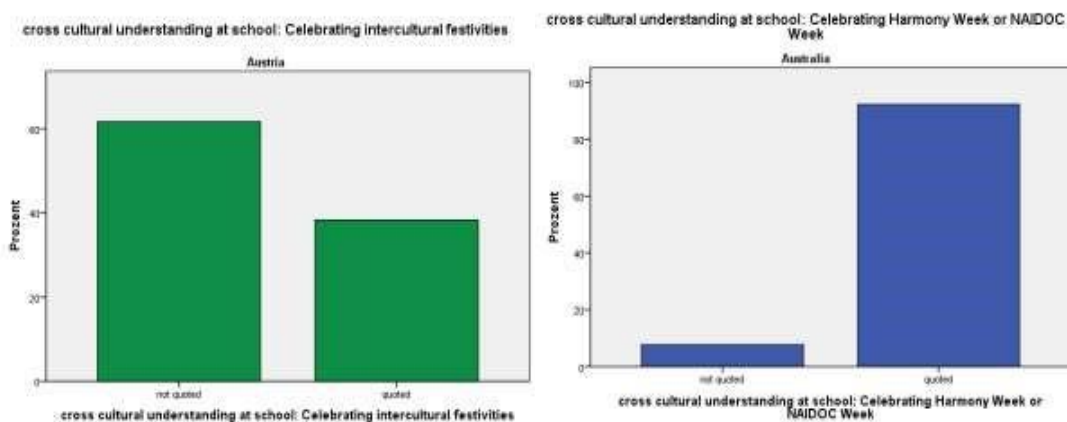 cross cultural understanding at school: Celebrating intercultural festivities
Austria
60
40
20
0
Prozent
not quoted
quoted
cross cultural understanding at school: Celebrating intercultural festivities
cross cultural understanding at school: Celebrating Harmony Week or NAIDOC
Week
Australia
100
80
60
40
20
0
Prozent
not quoted
quoted
cross cultural understanding at school: Celebrating Harmony Week or
NAIDOC Week